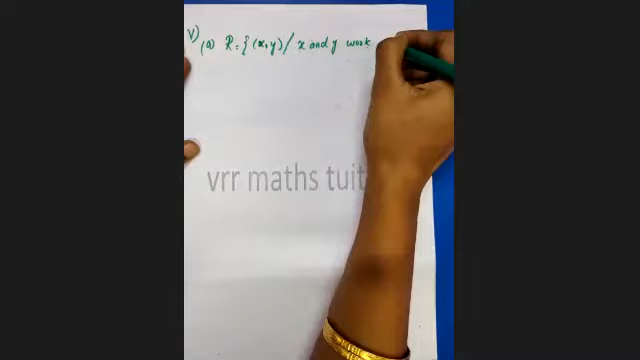 v)
(a) R = {(x,y) / x and y work
vrr maths tuit